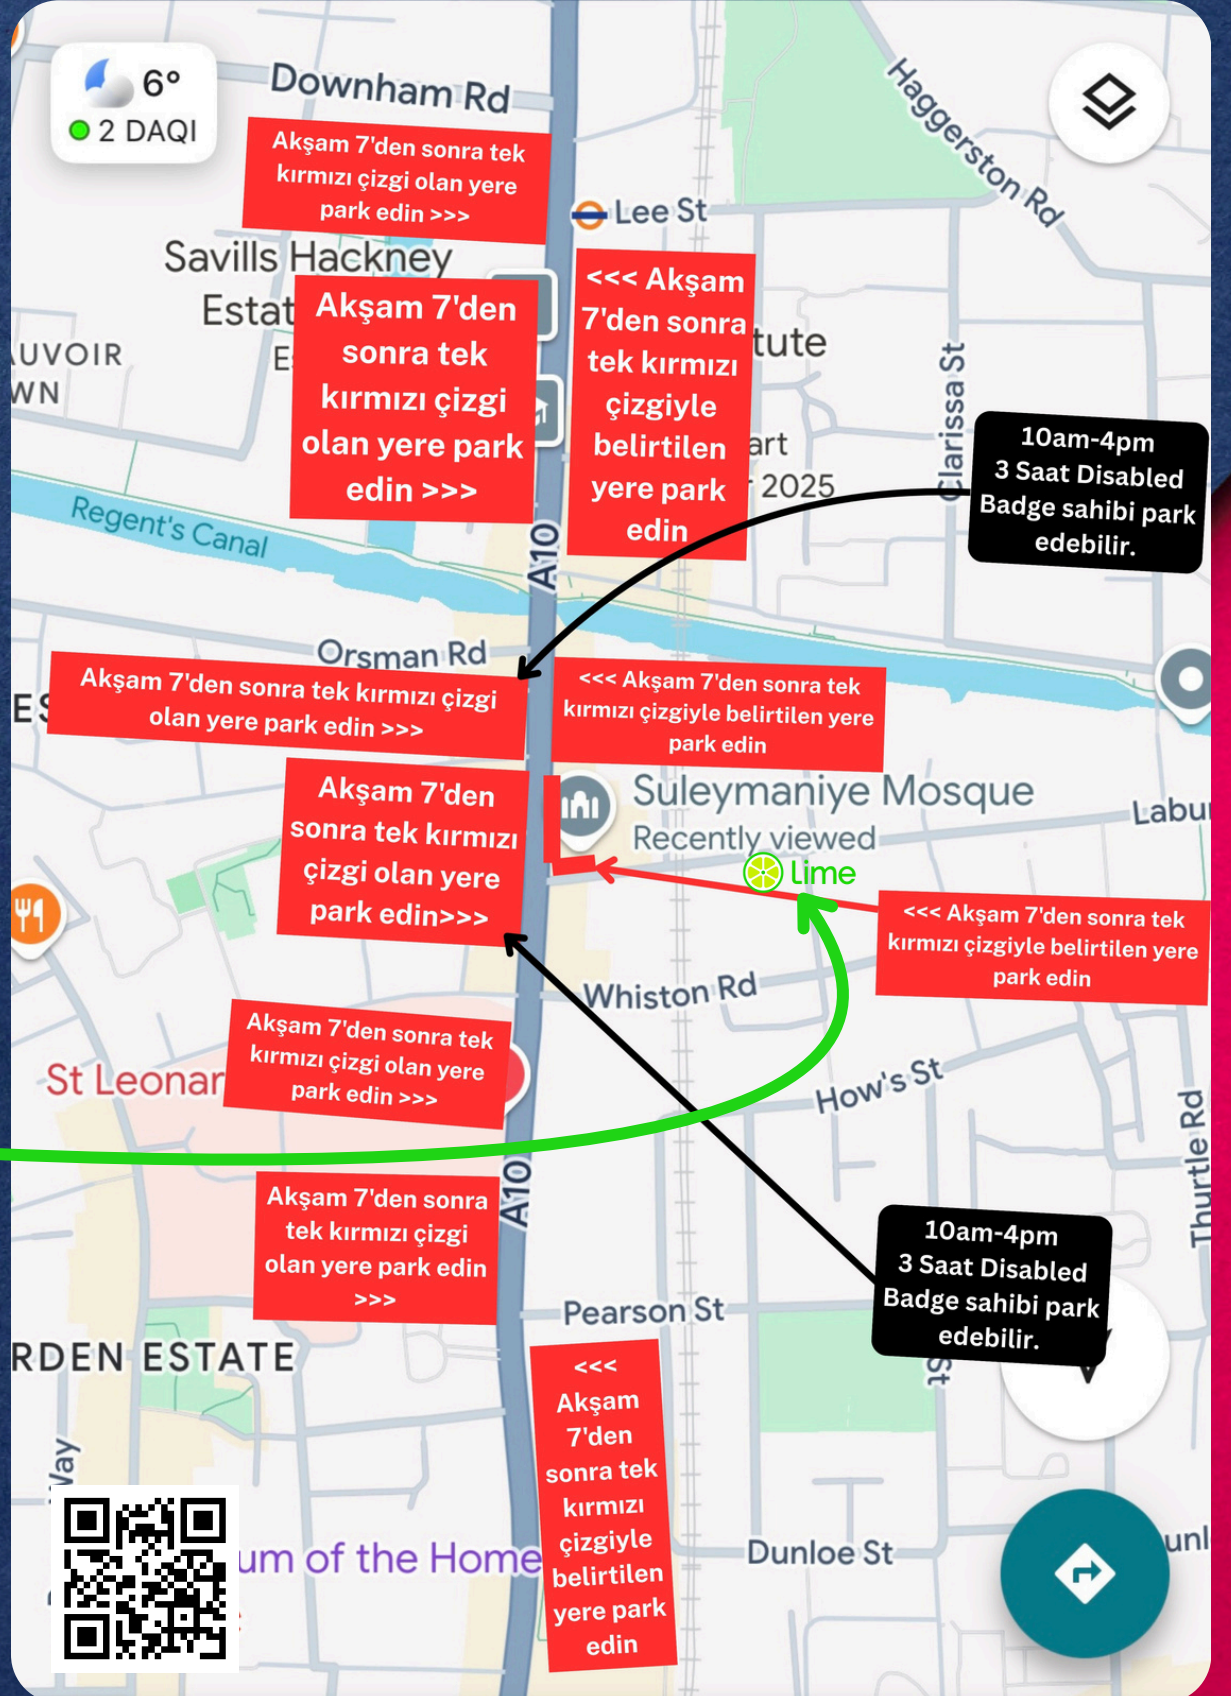 6°
2 DAQI
Downham Rd
Haggerston Rd
Akşam 7'den sonra tek
kırmızı çizgi olan yere
park edin >>>
Lee St
Savills Hackney
Estat
Es
Akşam 7'den
sonra tek
kırmızı çizgi
olan yere park
edin >>>
<<< Akşam
7'den sonra
tek kırmızı
çizgiyle
belirtilen
yere park
edin
tute
art
2025
AUVOIR
WN
Clarissa St
10am-4pm
3 Saat Disabled
Badge sahibi park
edebilir.
Regent's Canal
A10
Orsman Rd
ES
Akşam 7'den sonra tek kırmızı çizgi
olan yere park edin >>>
<<< Akşam 7'den sonra tek
kırmızı çizgiyle belirtilen yere
park edin
Akşam 7'den
sonra tek kırmızı
çizgi olan yere
park edin>>>
Suleymaniye Mosque
Recently viewed
Labu
Lime
<<< Akşam 7'den sonra tek
kırmızı çizgiyle belirtilen yere
park edin
Whiston Rd
Akşam 7'den sonra tek
kırmızı çizgi olan yere
park edin >>>
St Leonar
How's St
Thurtle Rd
A10
Akşam 7'den sonra
tek kırmızı çizgi
olan yere park edin
>>>
10am-4pm
3 Saat Disabled
Badge sahibi park
edebilir.
Pearson St
St
RDEN ESTATE
<<<
Akşam
7'den
sonra tek
kırmızı
çizgiyle
belirtilen
yere park
edin
Way
um of the Home
Dunloe St
unl